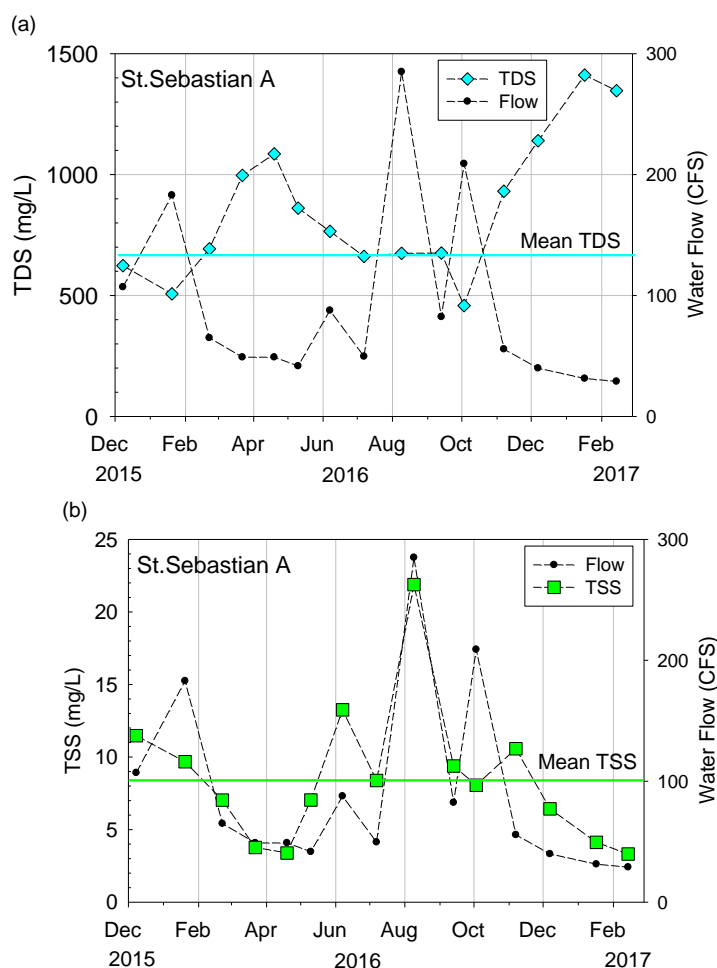 (a)
1500
300
St.Sebastian A
TDS
Flow
1000
200
TDS (mg/L)
Water Flow (CFS)
Mean TDS
500
100
0
0
Dec Feb Apr Jun Aug Oct Dec Feb
2015 2016 2017
(b)
25
300
St.Sebastian A
Flow
TSS
20
200
15
TSS (mg/L)
Water Flow (CFS)
10
Mean TSS
100
5
0
0
Dec Feb Apr Jun Aug Oct Dec Feb
2015 2016 2017